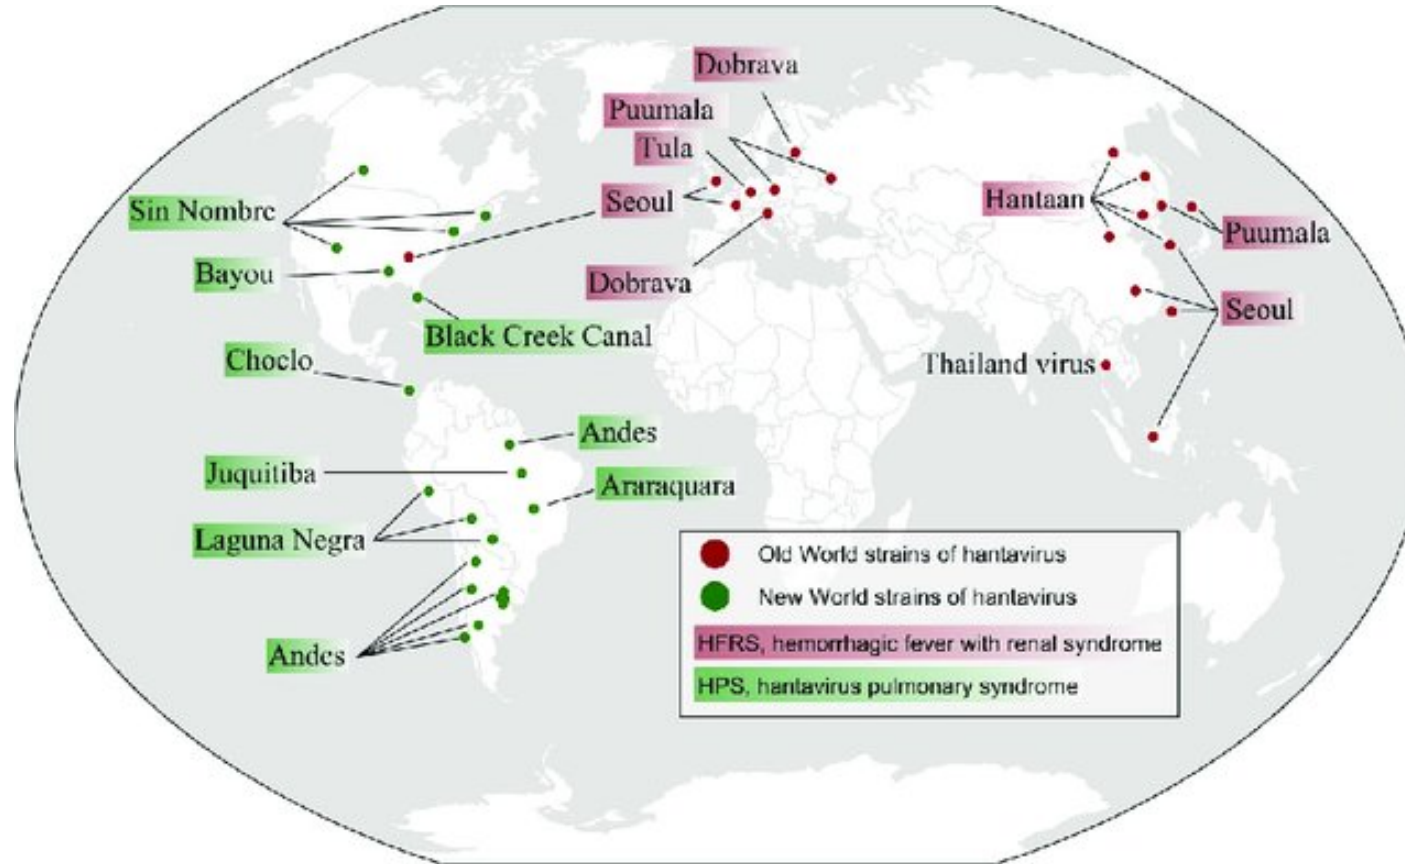 Dobrava
Puumala
Tula
Sin Nombre
Seoul
Hantaan
Puumala
Bayou
Dobrava
Seoul
Black Creek Canal
Choclo
Thailand virus
Andes
Juquitiba
Araraquara
Laguna Negra
Andes
Old World strains of hantavirus
New World strains of hantavirus
HFRS, hemorrhagic fever with renal syndrome
HPS, hantavirus pulmonary syndrome